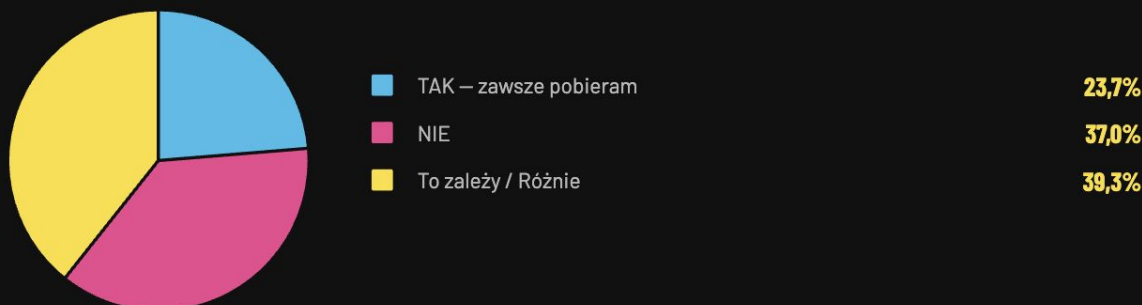 TAK – zawsze pobieram 23,7%
NIE 37,0%
To zależy / Różnie 39,3%